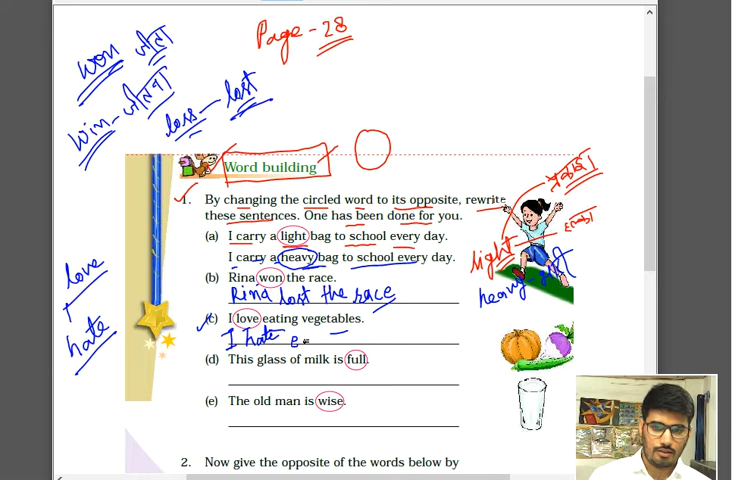 Page - 28
won जीता
win - जीतना
loss - lost
Word building
1. By changing the circled word to its opposite, rewrite
these sentences. One has been done for you.
(a) I carry a light bag to school every day.
I carry a heavy bag to school every day.
(b) Rina won the race.
Rina lost the race
(c) I love eating vegetables.
I hate e
(d) This glass of milk is full.
(e) The old man is wise.
2. Now give the opposite of the words below by
love
hate
light
heavy